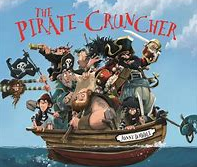 THE
PIRATE-CRUNCHER
JONNY DUDDLE